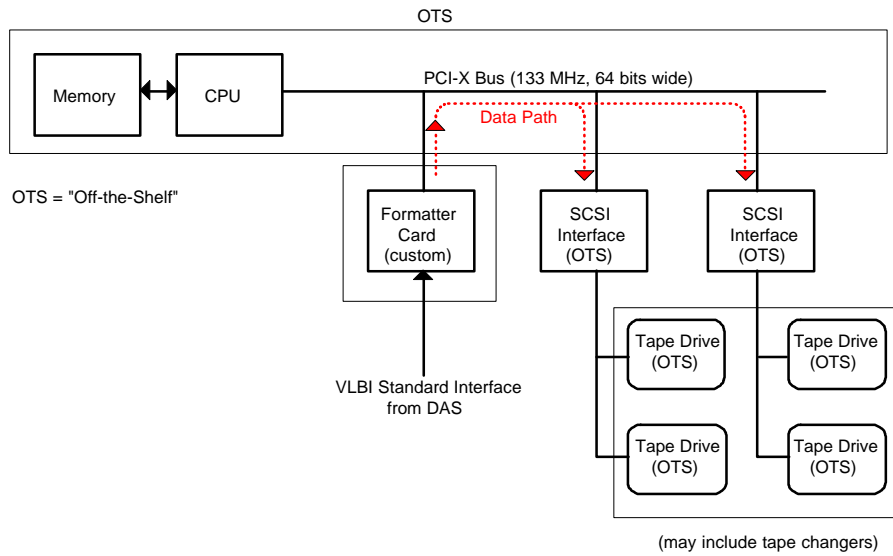 OTS
PCI-X Bus (133 MHz, 64 bits wide)
Memory
CPU
Data Path
OTS = "Off-the-Shelf"
Formatter
Card
(custom)
SCSI
Interface
(OTS)
SCSI
Interface
(OTS)
VLBI Standard Interface
from DAS
Tape Drive
(OTS)
Tape Drive
(OTS)
Tape Drive
(OTS)
Tape Drive
(OTS)
(may include tape changers)